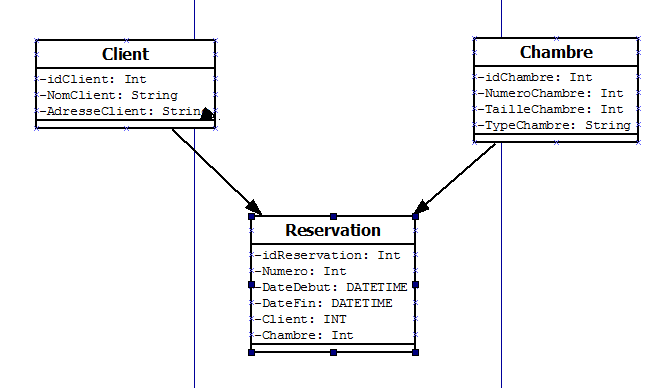 Client
-idClient: Int
-NomClient: String
-AdresseClient: String
Chambre
-idChambre: Int
-NumeroChambre: Int
-TailleChambre: Int
-TypeChambre: String
Reservation
-idReservation: Int
-Numero: Int
-DateDebut: DATETIME
-DateFin: DATETIME
-Client: INT
-Chambre: Int